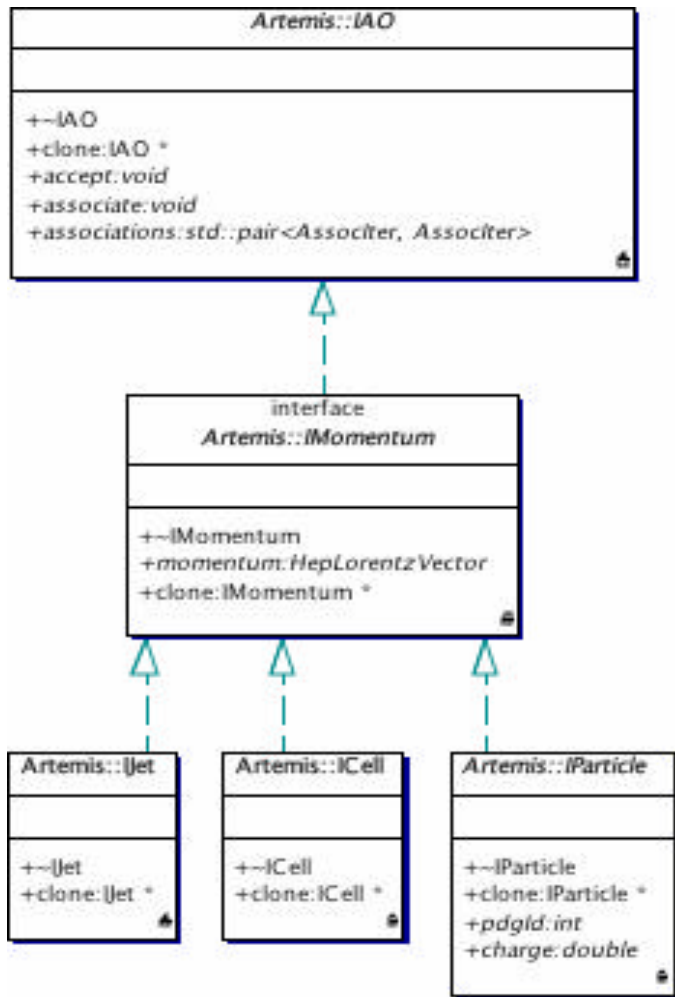 Artemis::IAO
+~IAO
+clone:IAO *
+accept:void
+associate:void
+associations:std::pair<AssocIter, AssocIter>
interface
Artemis::IMomentum
+~IMomentum
+momentum:HepLorentzVector
+clone:IMomentum *
Artemis::IJet
+~IJet
+clone:IJet *
Artemis::ICell
+~ICell
+clone:ICell *
Artemis::IParticle
+~IParticle
+clone:IParticle *
+pdgId:int
+charge:double